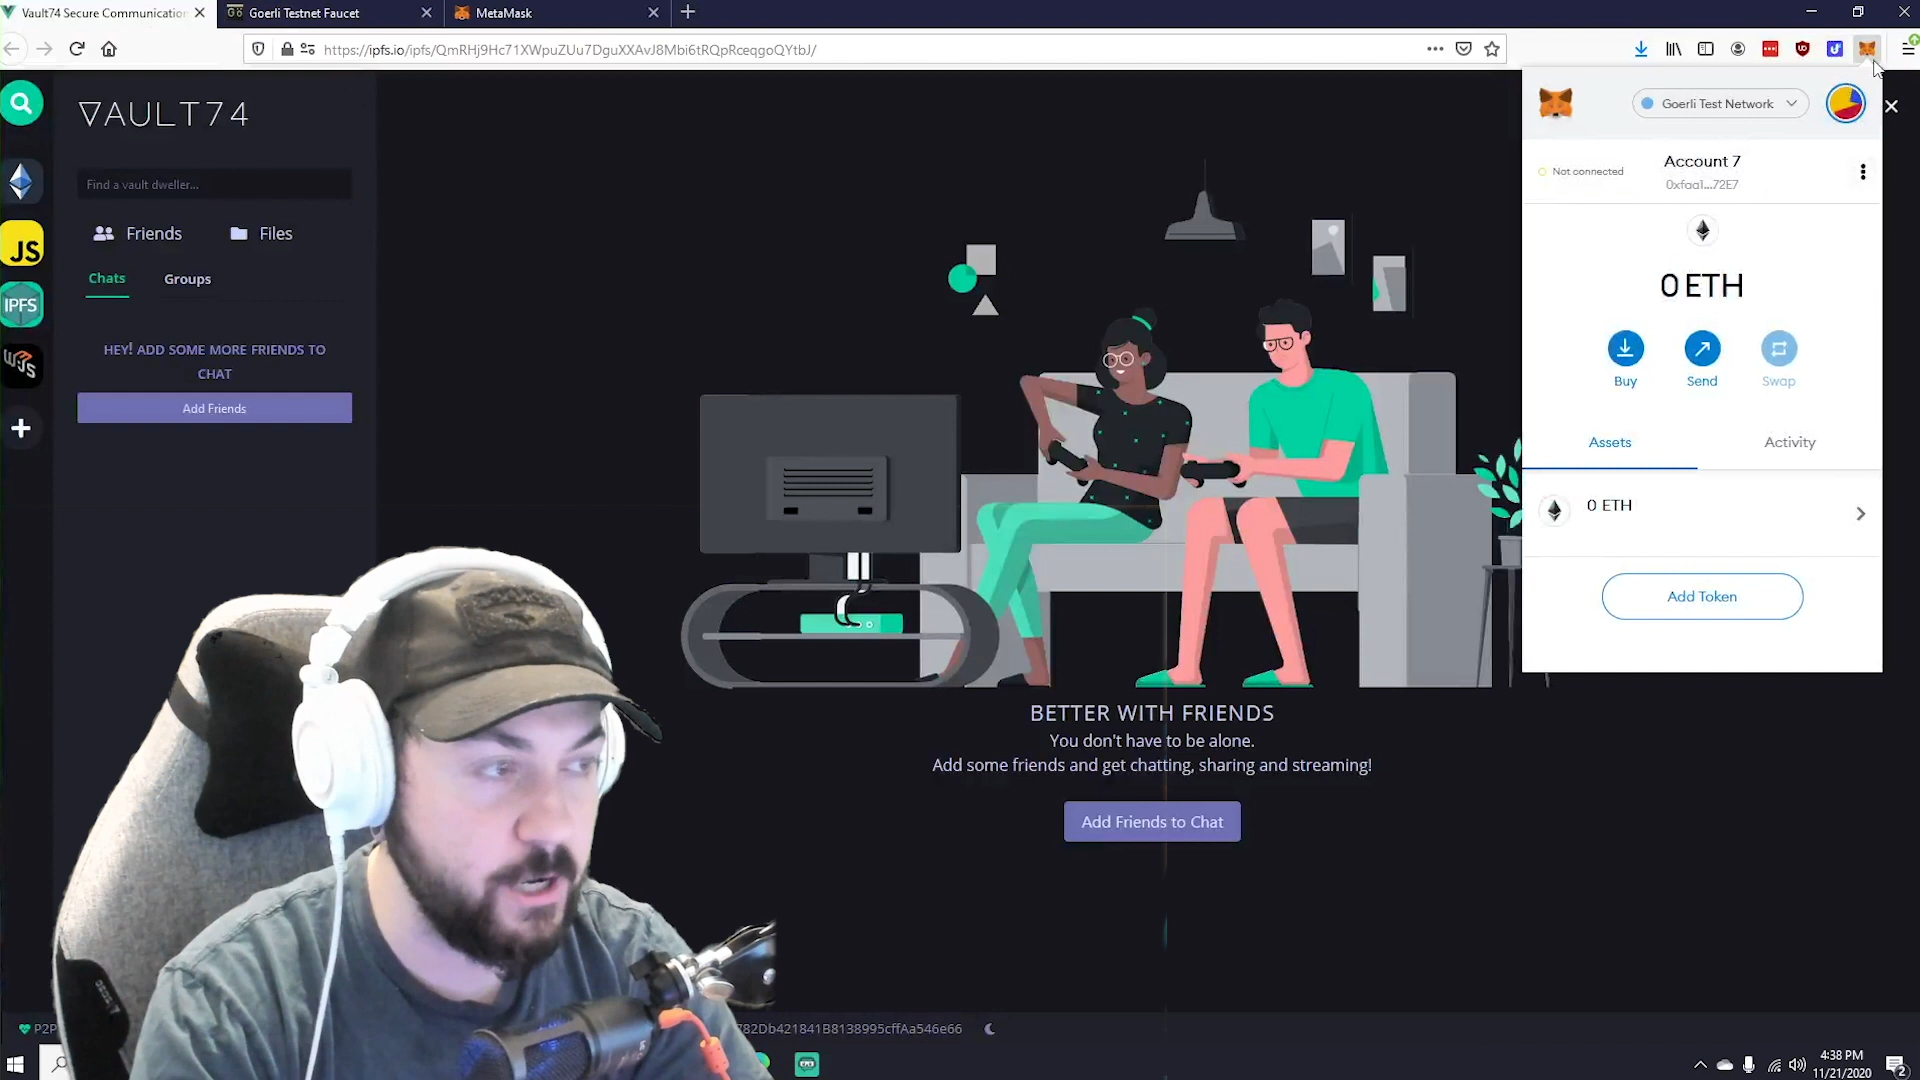 Vault74 Secure Communication
Goerli Testnet Faucet
MetaMask
https://ipfs.io/ipfs/QmRHj9Hc71XWpuZUu7DguXXAvJ8Mbi6tRQpRceqgoQYtbJ/
VAULT74
Find a vault dweller...
Friends
Files
Chats
Groups
HEY! ADD SOME MORE FRIENDS TO
CHAT
Add Friends
JS
IPFS
Goerli Test Network
Not connected
Account 7
0xfaa1...72E7
0 ETH
Buy
Send
Swap
Assets
Activity
0 ETH
Add Token
BETTER WITH FRIENDS
You don't have to be alone.
Add some friends and get chatting, sharing and streaming!
Add Friends to Chat
P2P
782Db421841B8138995cffAa546e66
4:38 PM
11/21/2020
2